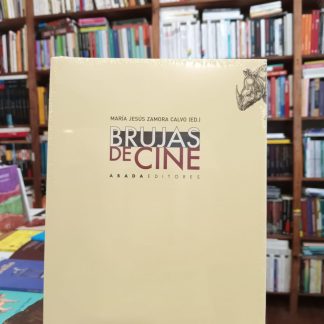 MARÍA JESÚS ZAMORA CALVO (ED.)
BRUJAS
DE CINE
ABADA EDITORES